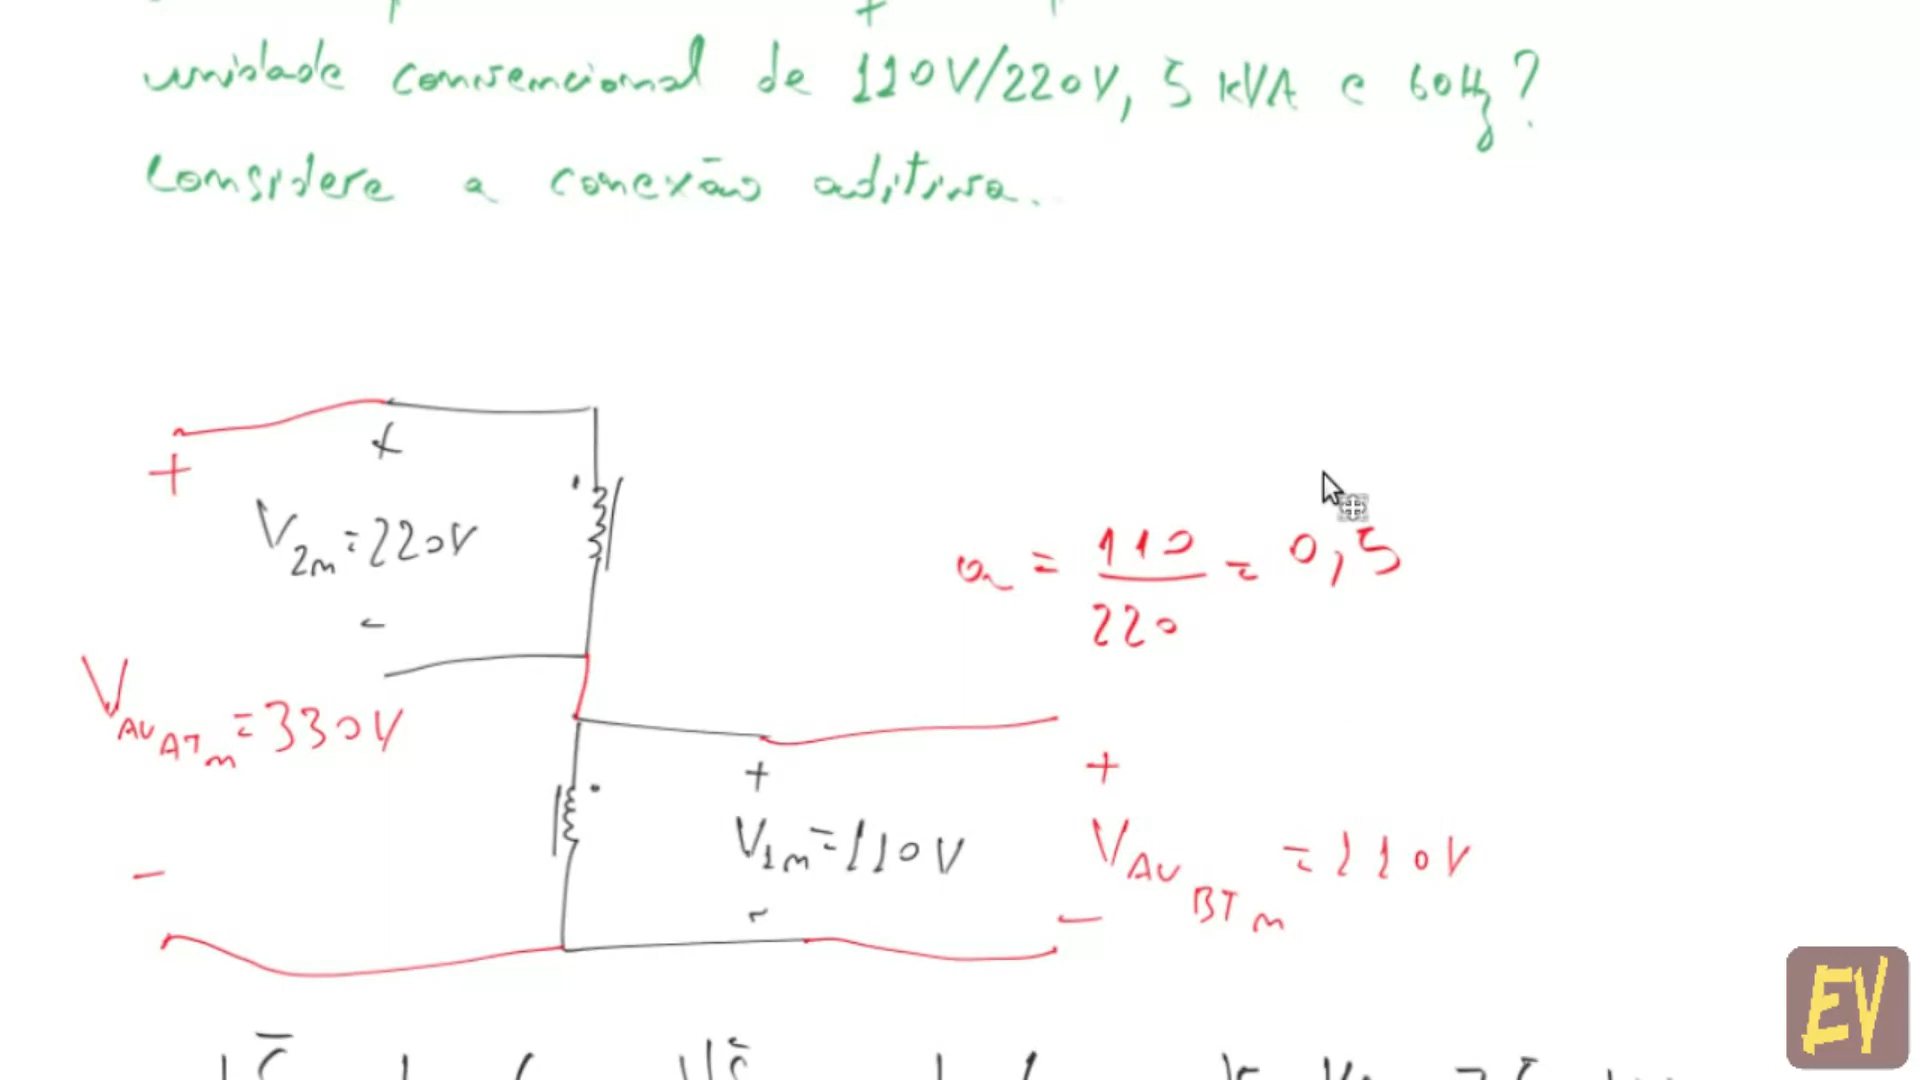 unidade convencional de 110V/220V, 5 kVA e 60Hz?
Considere a conexão aditiva.
+
+
V2m = 220V
-
a = 110/220 = 0,5
VAVATm = 330V
+
+
V1m = 110V
VAVBTm = 110V
-
-
-
EV